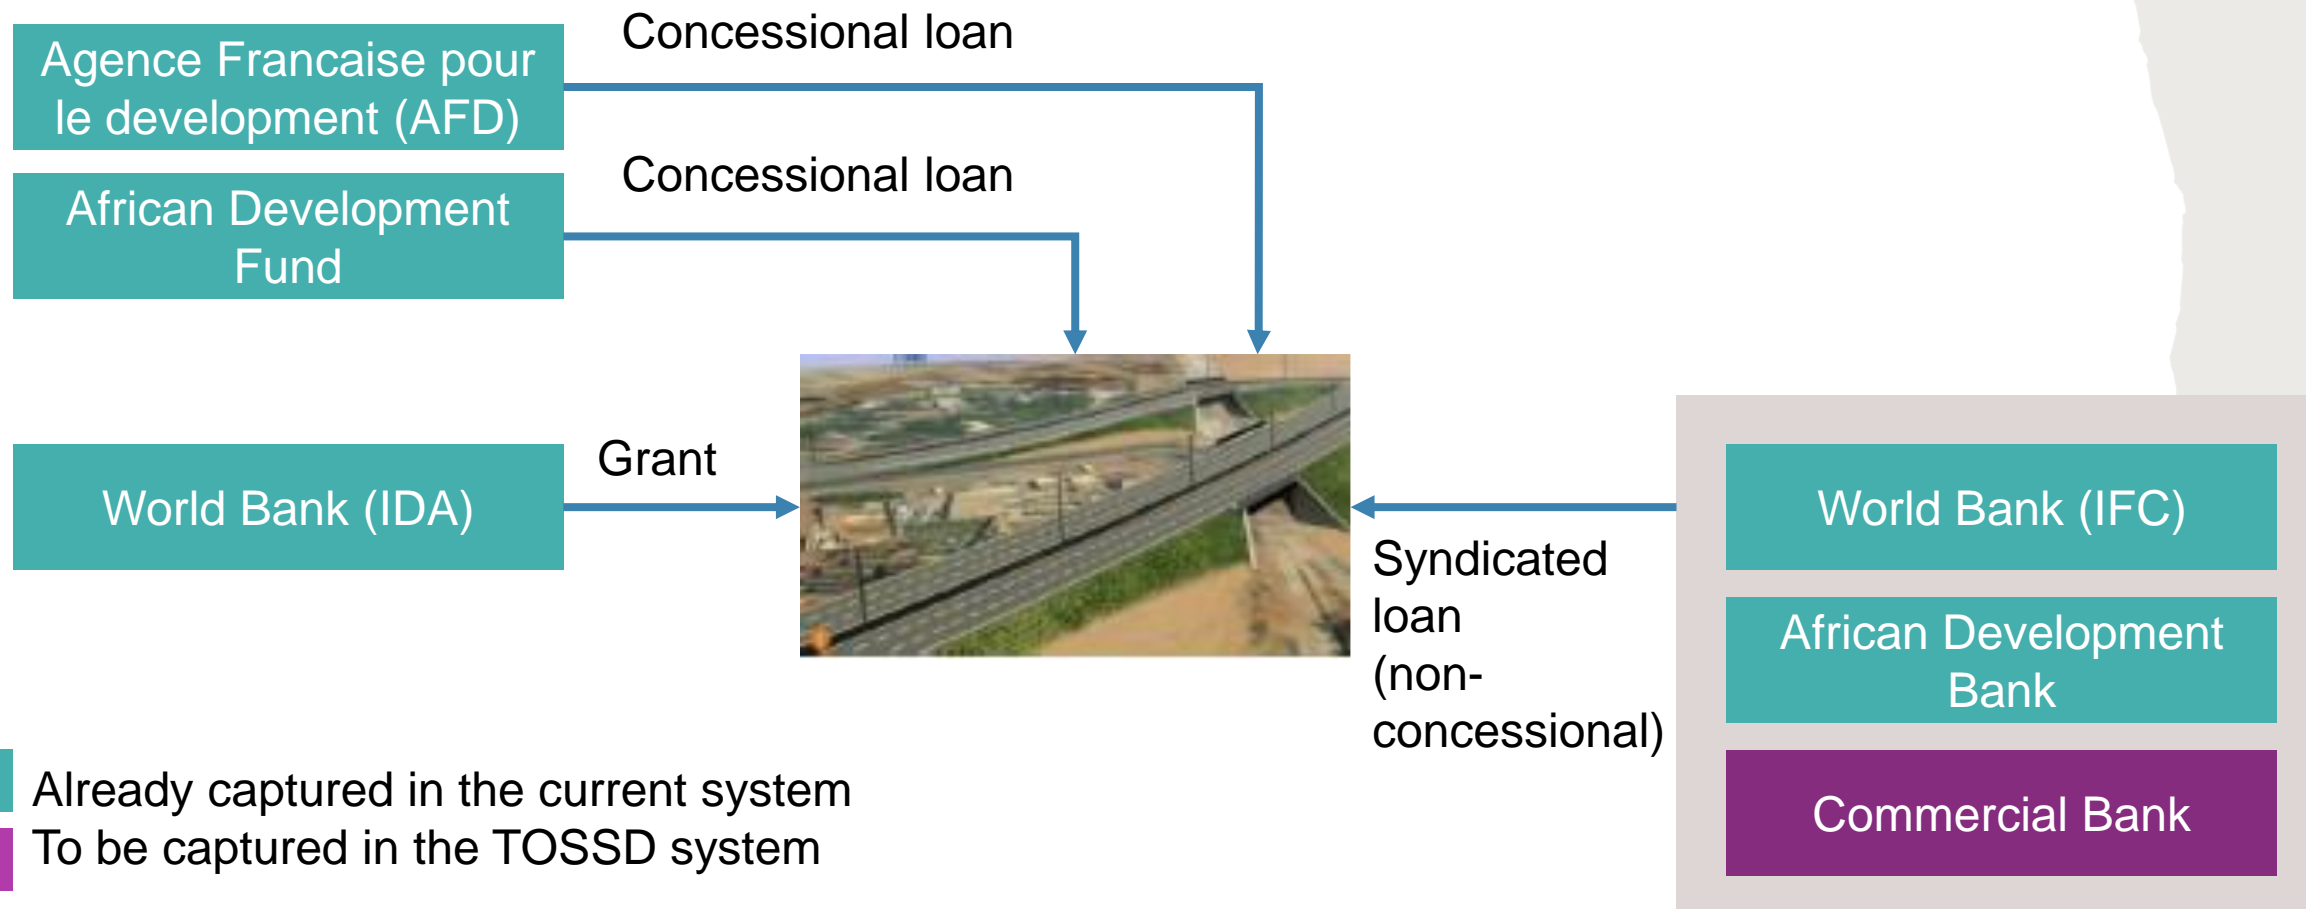 Concessional loan
Agence Francaise pour
le development (AFD)
Concessional loan
African Development
Fund
World Bank (IDA)
Grant
World Bank (IFC)
Syndicated
loan
(non-
concessional)
African Development
Bank
Commercial Bank
Already captured in the current system
To be captured in the TOSSD system